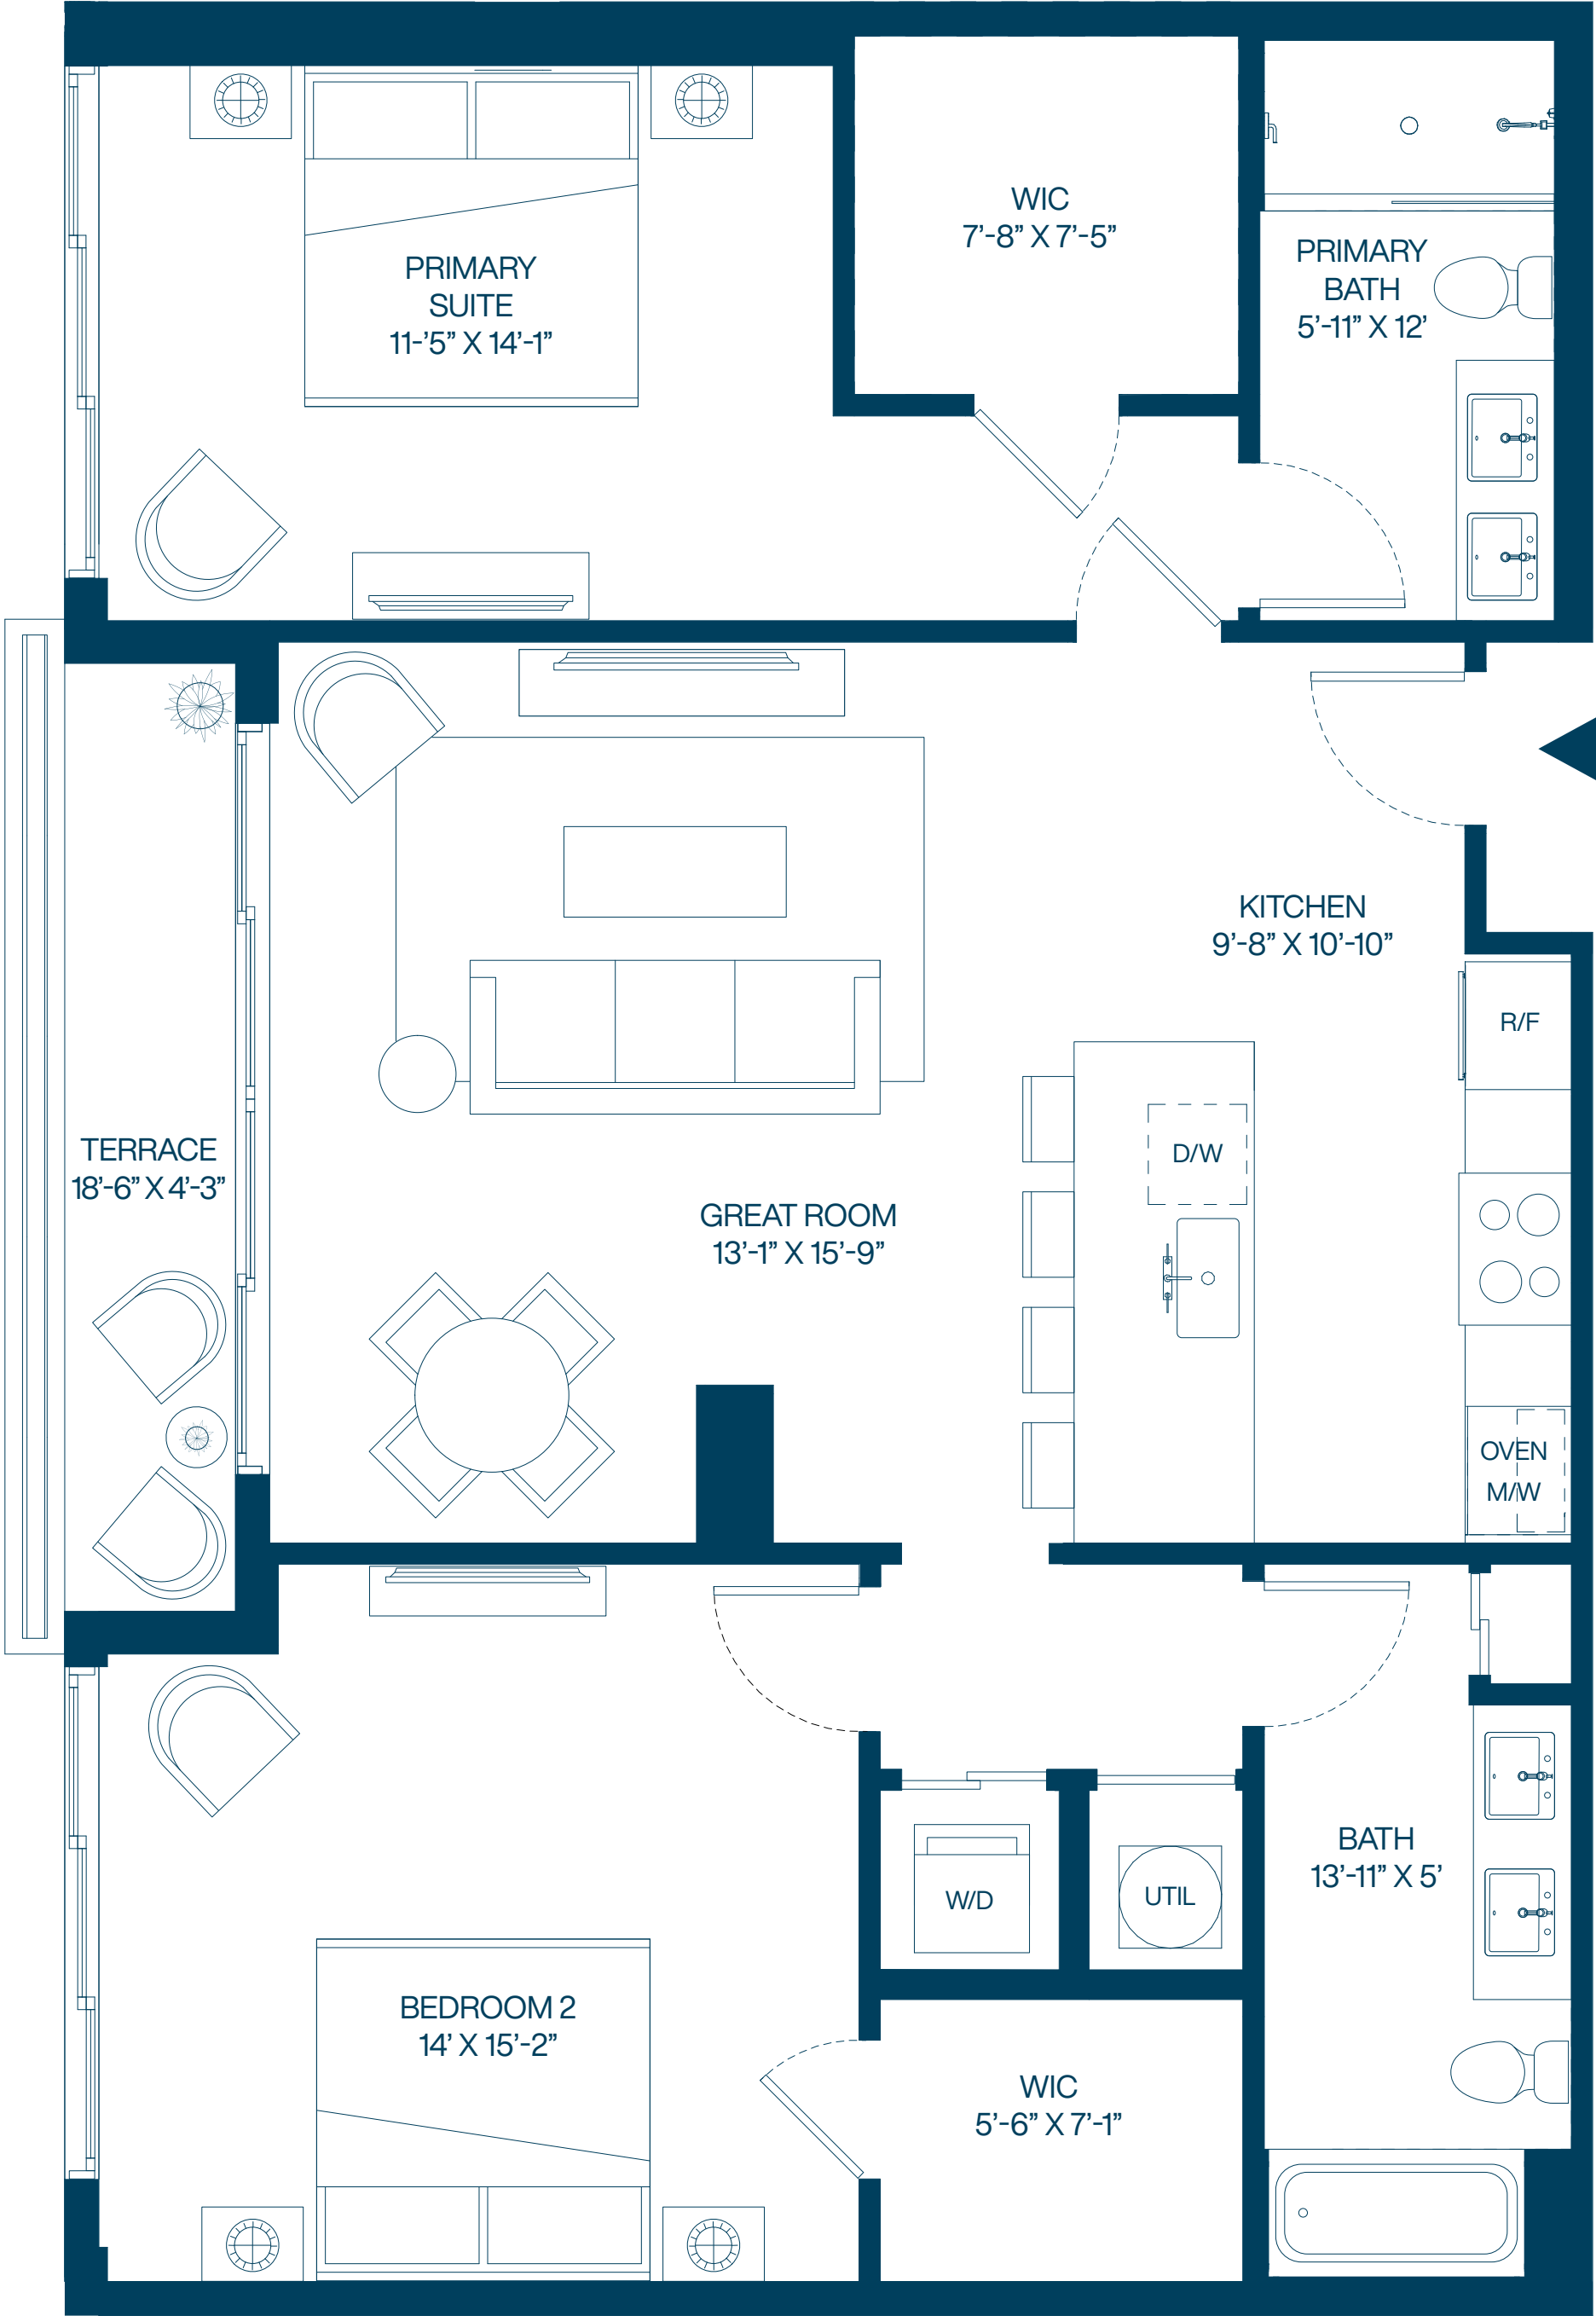 WIC
7’-8” X 7’-5”
PRIMARY
BATH
5’-11” X 12’
PRIMARY
SUITE
11-’5” X 14’-1”
KITCHEN
9’-8” X 10’-10”
R/F
D/W
TERRACE
18’-6” X 4’-3”
GREAT ROOM
13’-1” X 15’-9”
OVEN
M/W
BATH
13’-11” X 5’
W/D
UTIL
BEDROOM 2
14’ X 15’-2”
WIC
5’-6” X 7’-1”